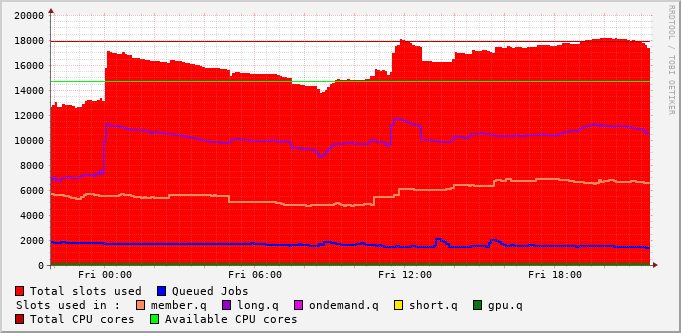 20000
18000
16000
14000
12000
10000
8000
6000
4000
2000
0
Fri 00:00 Fri 06:00 Fri 12:00 Fri 18:00
Total slots used Queued Jobs
Slots used in : member.q long.q ondemand.q short.q gpu.q
Total CPU cores Available CPU cores
RRDTOOL / TOBI OETIKER